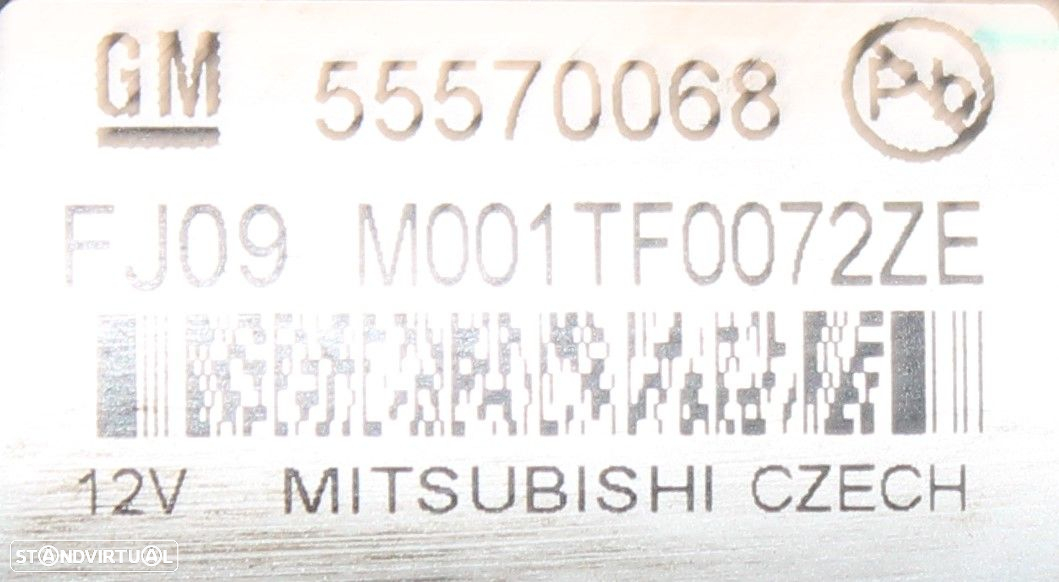 GM 55570068 Pb
FJ09 M001TF0072ZE
12V MITSUBISHI CZECH
STANDVIRTUAL